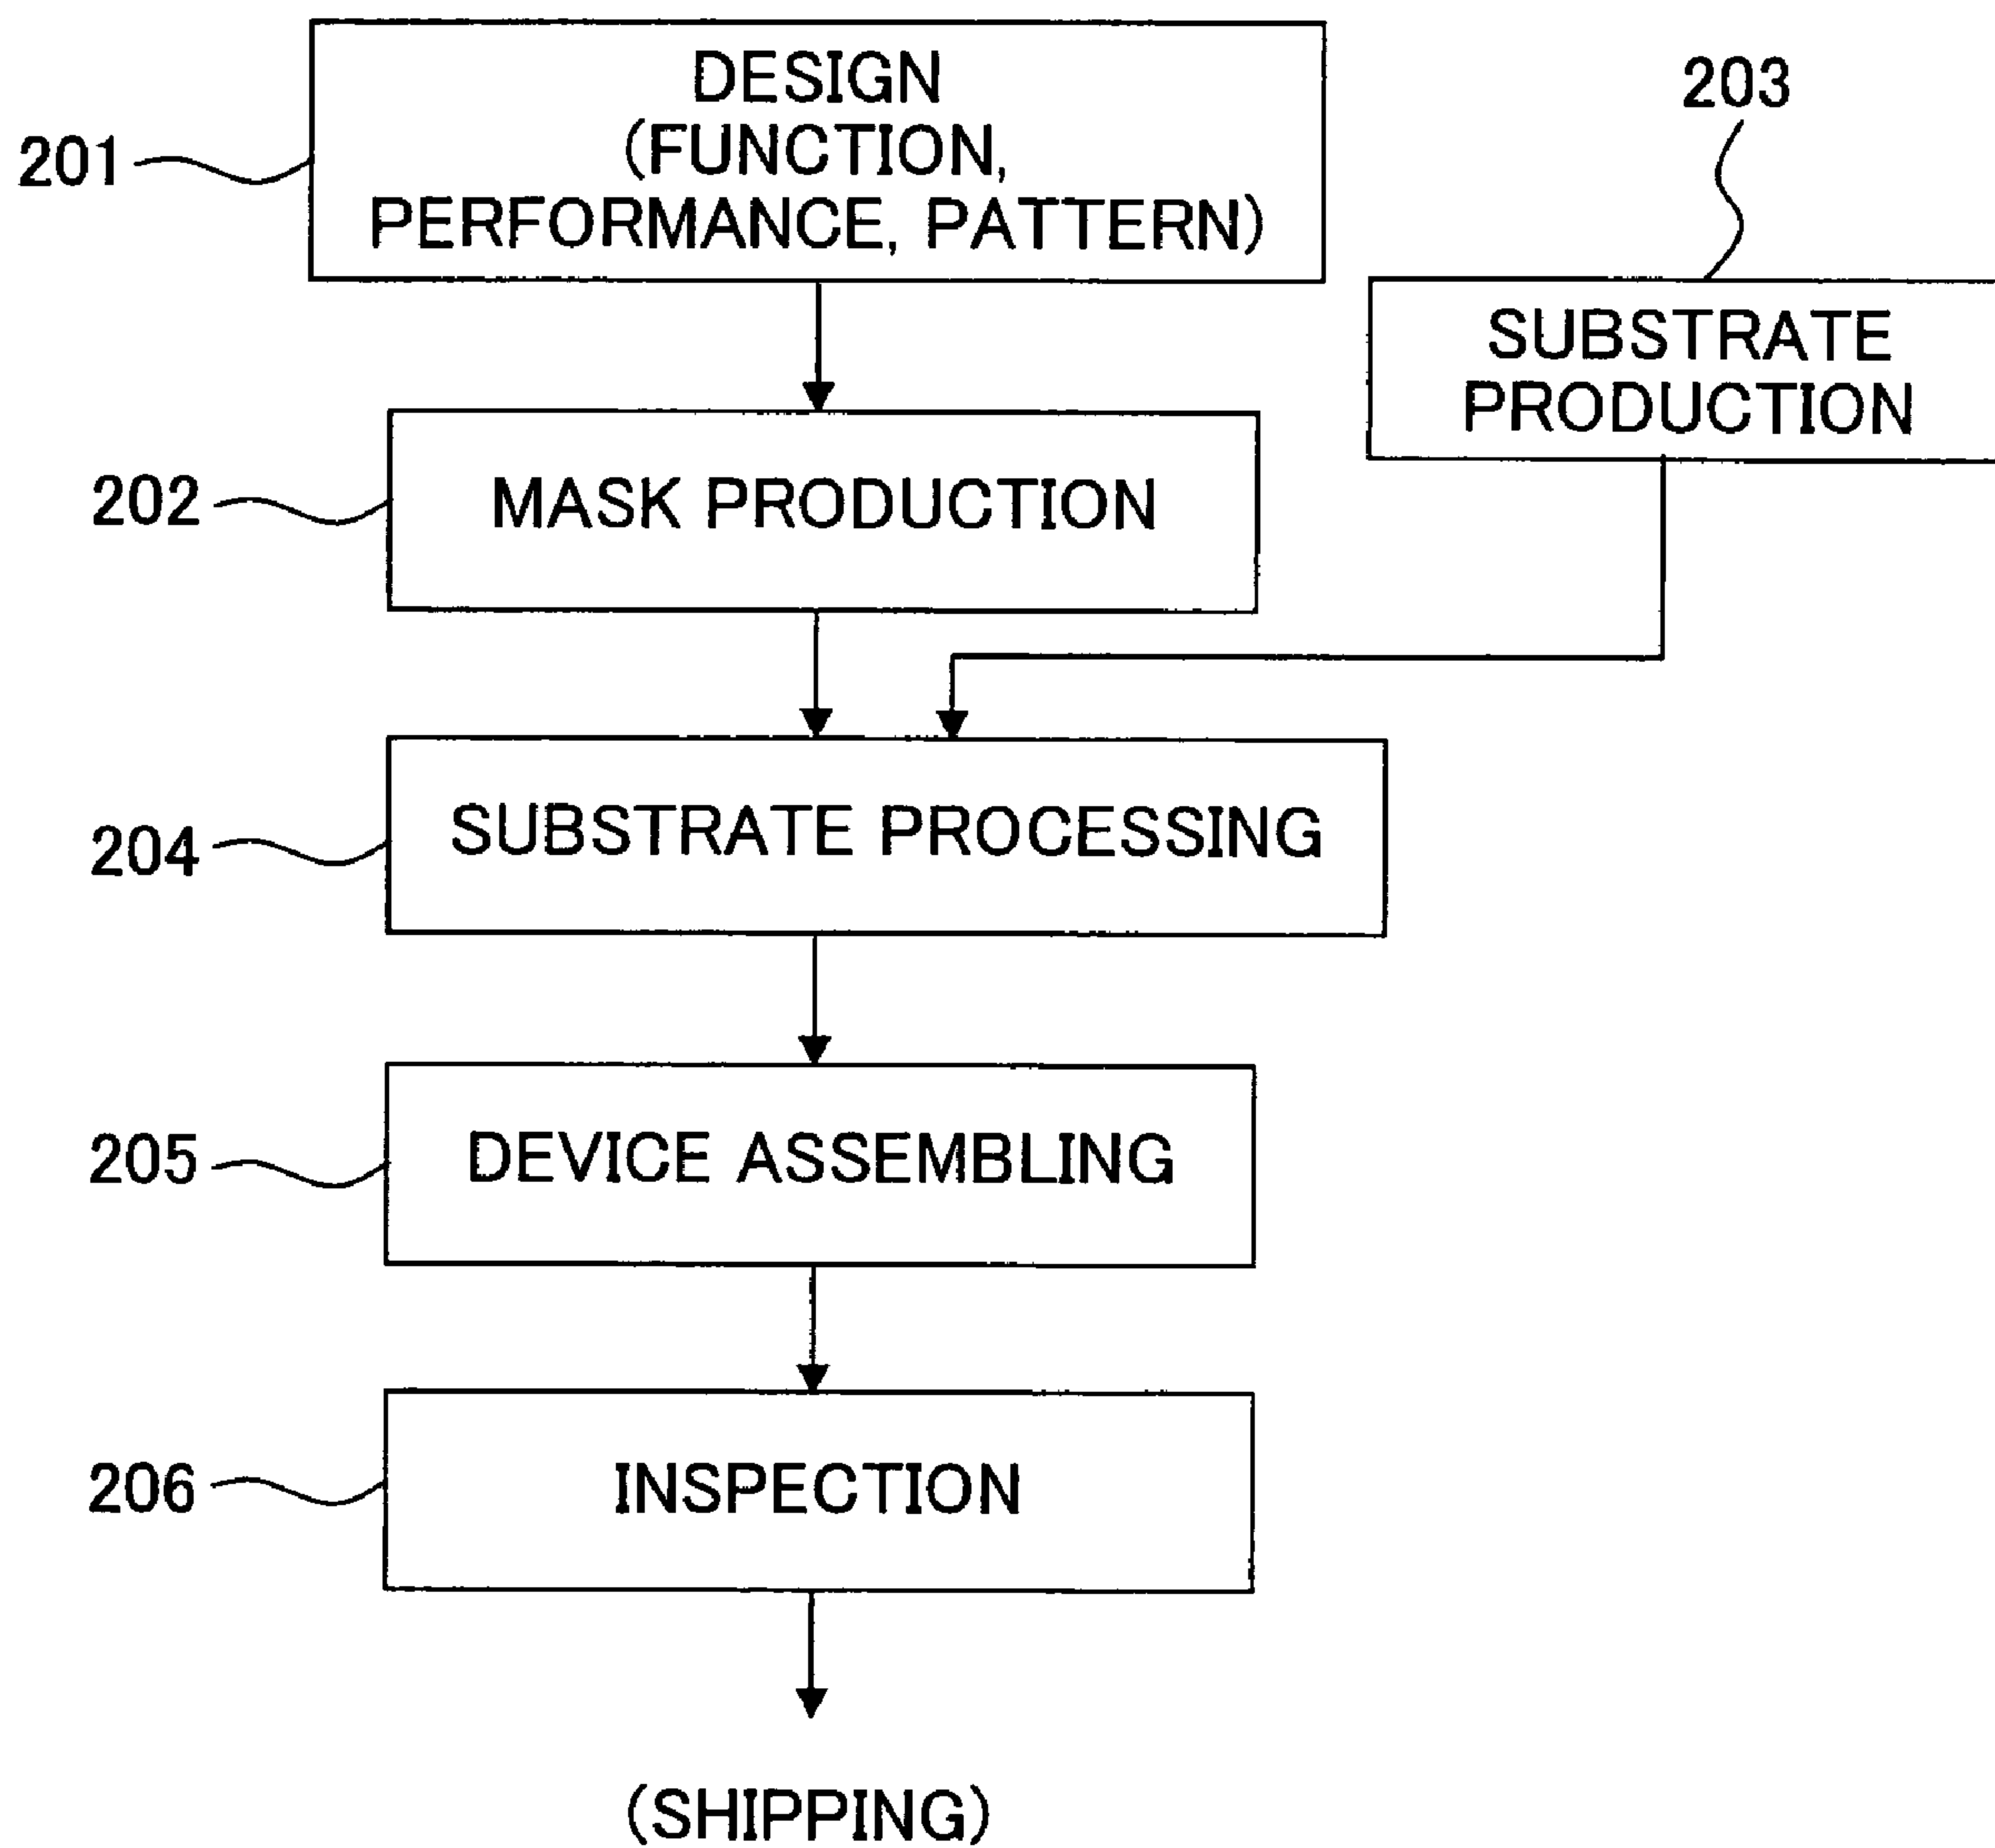 DESIGN
(FUNCTION,
PERFORMANCE, PATTERN)
201
203
SUBSTRATE
PRODUCTION
202
MASK PRODUCTION
204
SUBSTRATE PROCESSING
205
DEVICE ASSEMBLING
206
INSPECTION
(SHIPPING)